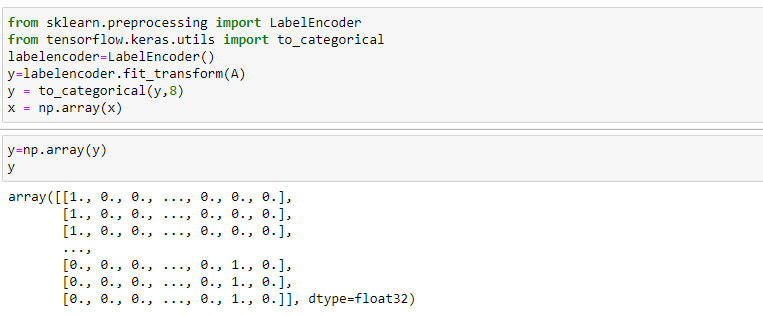 from sklearn.preprocessing import LabelEncoder
from tensorflow.keras.utils import to_categorical
labelencoder=LabelEncoder()
y=labelencoder.fit_transform(A)
y = to_categorical(y,8)
x = np.array(x)
y=np.array(y)
y
array([[1., 0., 0., ..., 0., 0., 0.],
       [1., 0., 0., ..., 0., 0., 0.],
       [1., 0., 0., ..., 0., 0., 0.],
       ...,
       [0., 0., 0., ..., 0., 1., 0.],
       [0., 0., 0., ..., 0., 1., 0.],
       [0., 0., 0., ..., 0., 1., 0.]], dtype=float32)